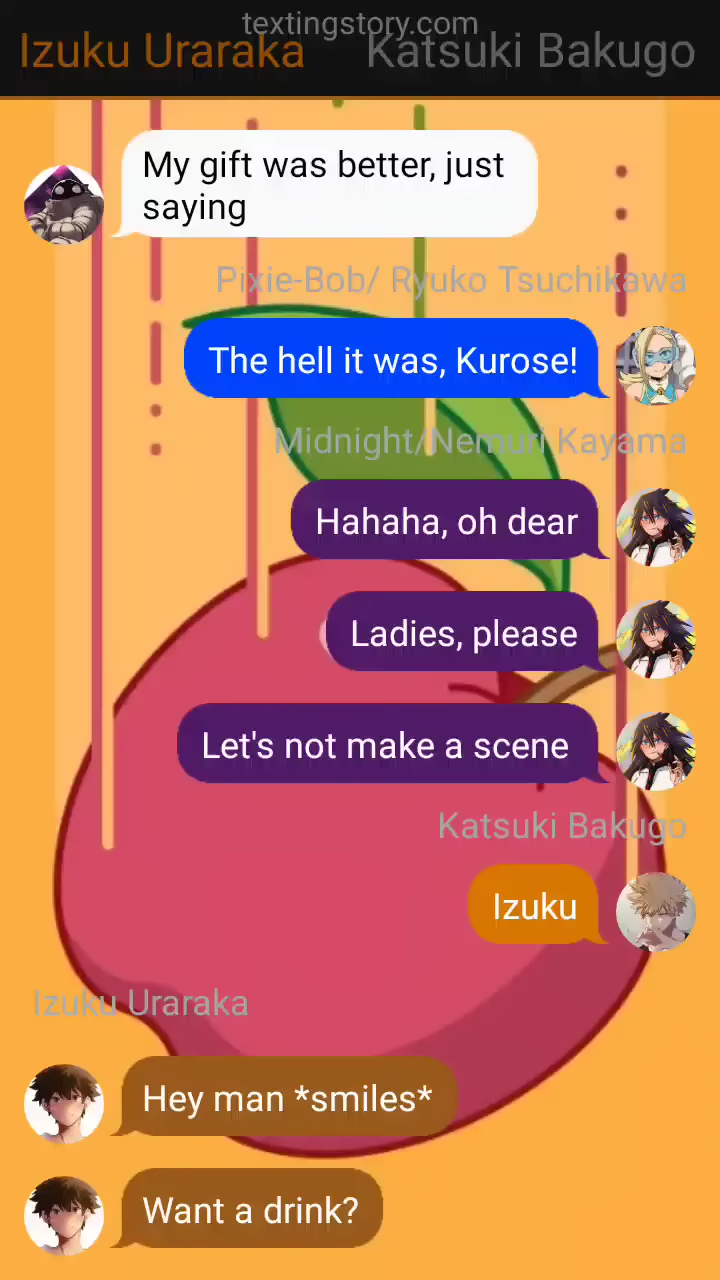 textingstory.com
Izuku Uraraka
Katsuki Bakugo
My gift was better, just
saying
Pixie-Bob/ Ryuko Tsuchikawa
The hell it was, Kurose!
Midnight/Nemuri Kayama
Hahaha, oh dear
Ladies, please
Let's not make a scene
Katsuki Bakugo
Izuku
Izuku Uraraka
Hey man *smiles*
Want a drink?